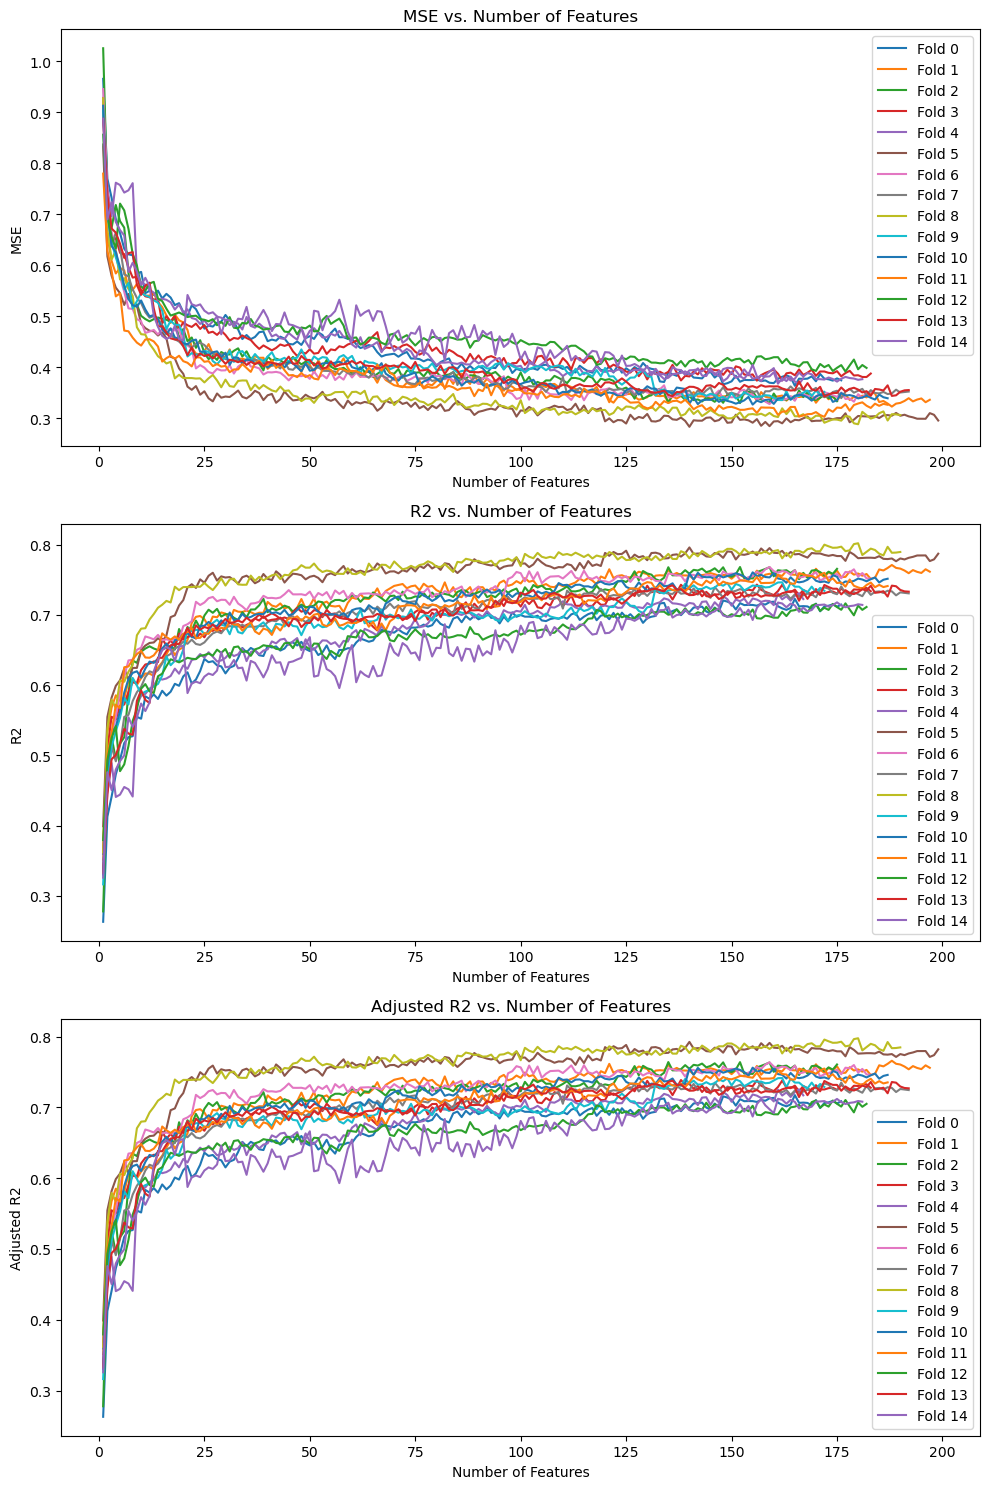 MSE vs. Number of Features
MSE
1.0
0.9
0.8
0.7
0.6
0.5
0.4
0.3
0
25
50
75
100
125
150
175
200
Number of Features
Fold 0
Fold 1
Fold 2
Fold 3
Fold 4
Fold 5
Fold 6
Fold 7
Fold 8
Fold 9
Fold 10
Fold 11
Fold 12
Fold 13
Fold 14
R2 vs. Number of Features
R2
0.8
0.7
0.6
0.5
0.4
0.3
0
25
50
75
100
125
150
175
200
Number of Features
Fold 0
Fold 1
Fold 2
Fold 3
Fold 4
Fold 5
Fold 6
Fold 7
Fold 8
Fold 9
Fold 10
Fold 11
Fold 12
Fold 13
Fold 14
Adjusted R2 vs. Number of Features
Adjusted R2
0.8
0.7
0.6
0.5
0.4
0.3
0
25
50
75
100
125
150
175
200
Number of Features
Fold 0
Fold 1
Fold 2
Fold 3
Fold 4
Fold 5
Fold 6
Fold 7
Fold 8
Fold 9
Fold 10
Fold 11
Fold 12
Fold 13
Fold 14